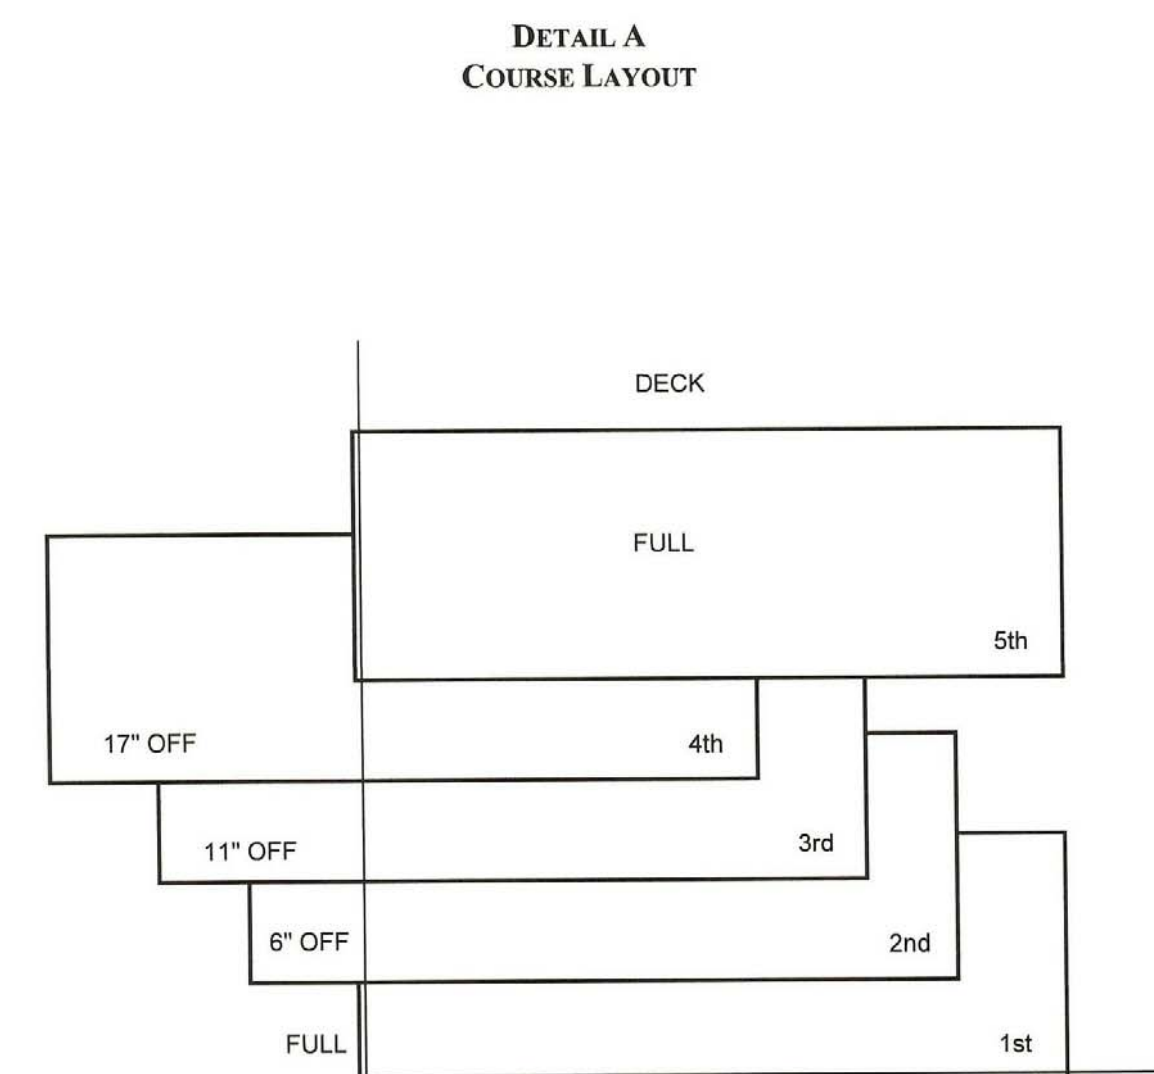 DETAIL A
COURSE LAYOUT
DECK
FULL
5th
17" OFF 4th
11" OFF 3rd
6" OFF 2nd
FULL 1st